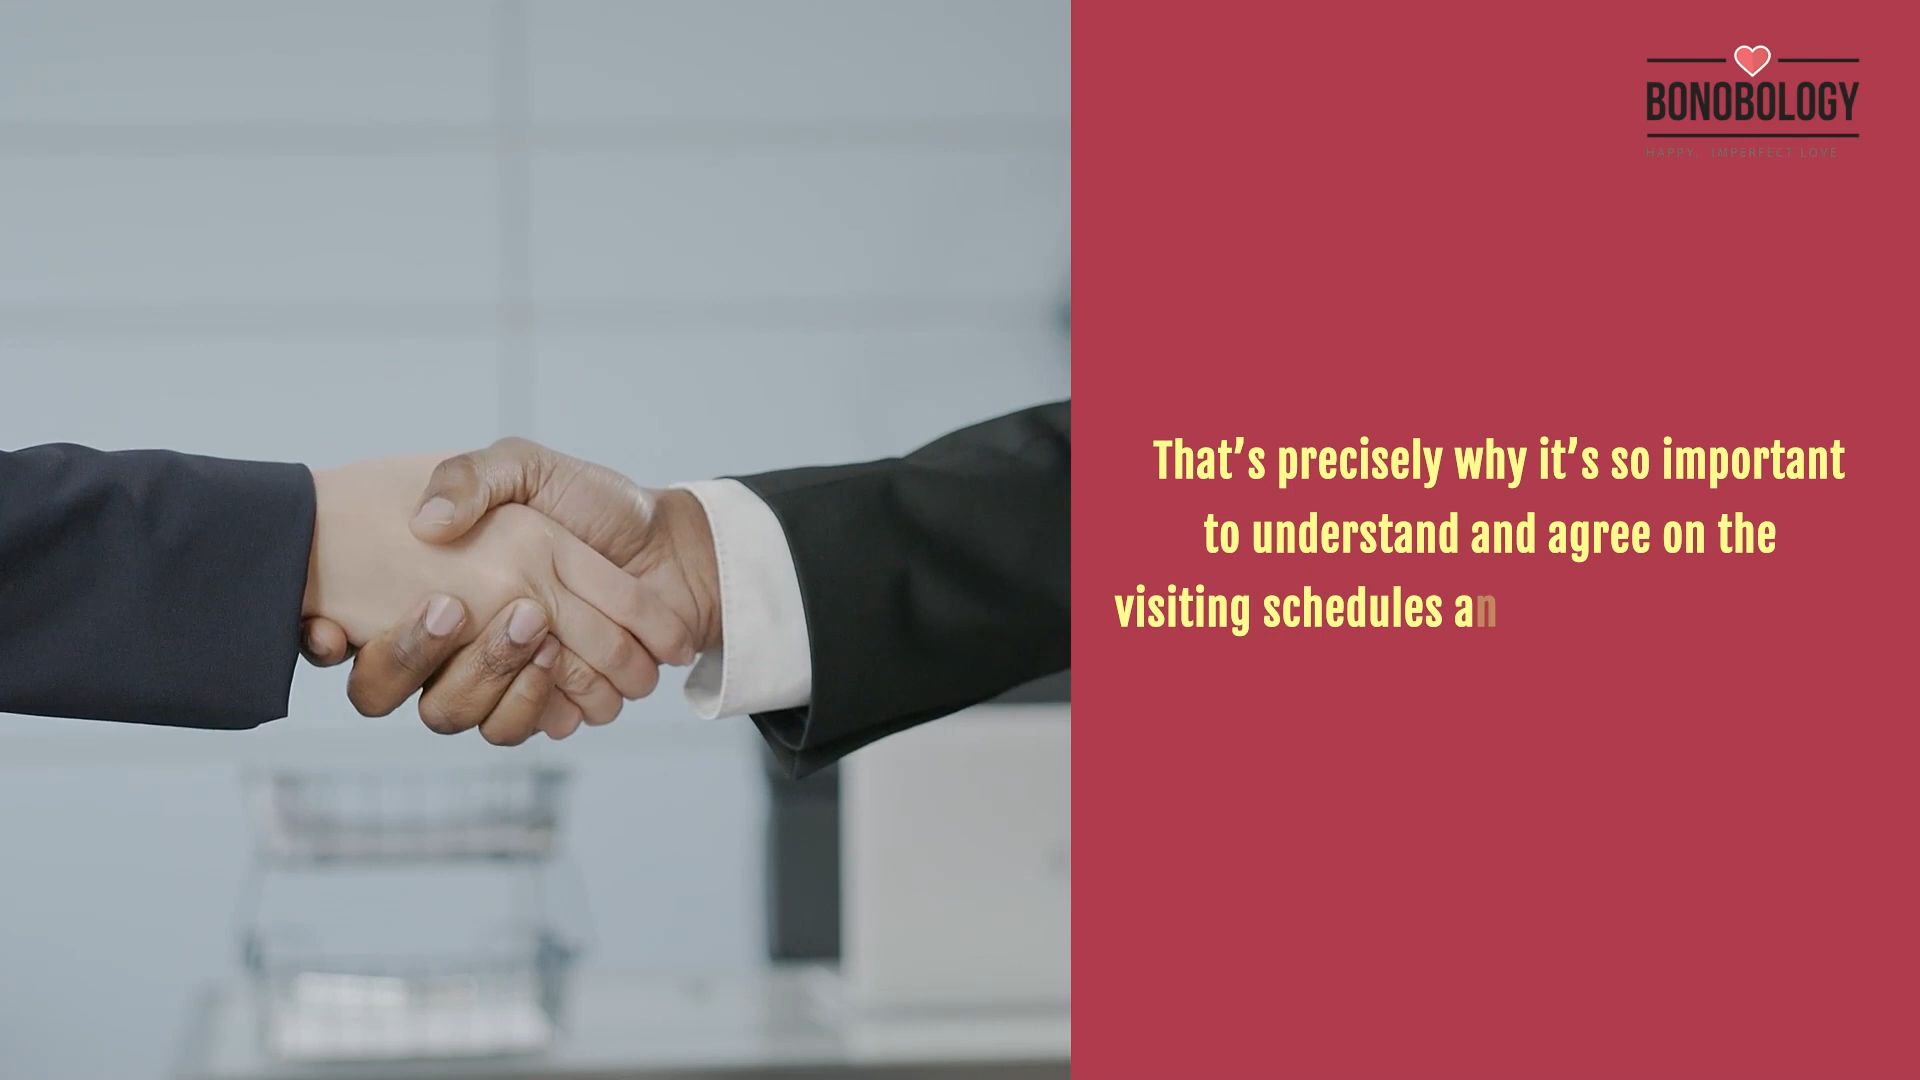 BONOBOLOGY
HAPPY, IMPERFECT LOVE
That’s precisely why it’s so important
to understand and agree on the
visiting schedules an